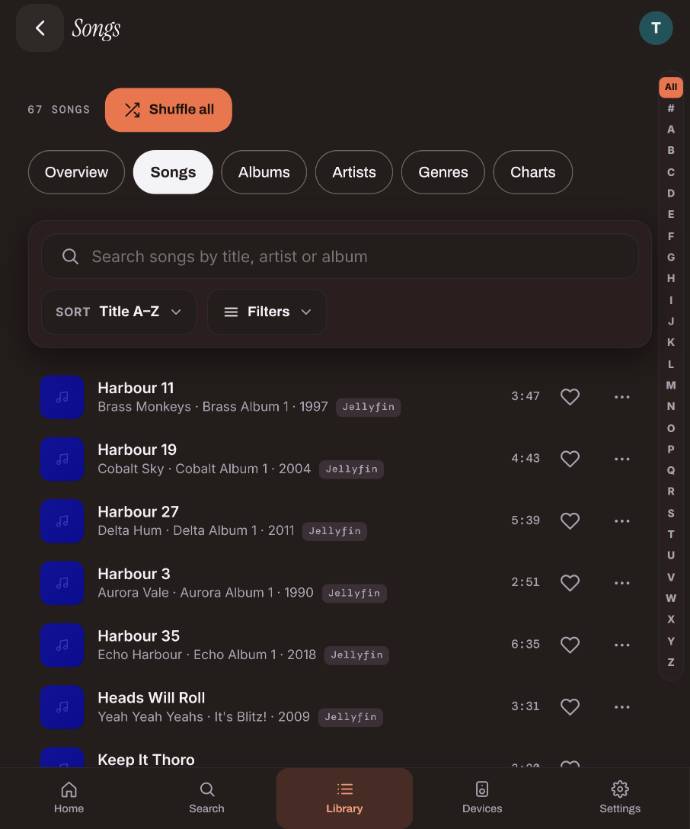 Songs
T
67 SONGS
Shuffle all
Overview
Songs
Albums
Artists
Genres
Charts
Search songs by title, artist or album
SORT Title A–Z
Filters
Harbour 11
Brass Monkeys · Brass Album 1 · 1997 Jellyfin
3:47
Harbour 19
Cobalt Sky · Cobalt Album 1 · 2004 Jellyfin
4:43
Harbour 27
Delta Hum · Delta Album 1 · 2011 Jellyfin
5:39
Harbour 3
Aurora Vale · Aurora Album 1 · 1990 Jellyfin
2:51
Harbour 35
Echo Harbour · Echo Album 1 · 2018 Jellyfin
6:35
Heads Will Roll
Yeah Yeah Yeahs · It's Blitz! · 2009 Jellyfin
3:31
Keep It Thoro
All
#
A
B
C
D
E
F
G
H
I
J
K
L
M
N
O
P
Q
R
S
T
U
V
W
X
Y
Z
Home
Search
Library
Devices
Settings